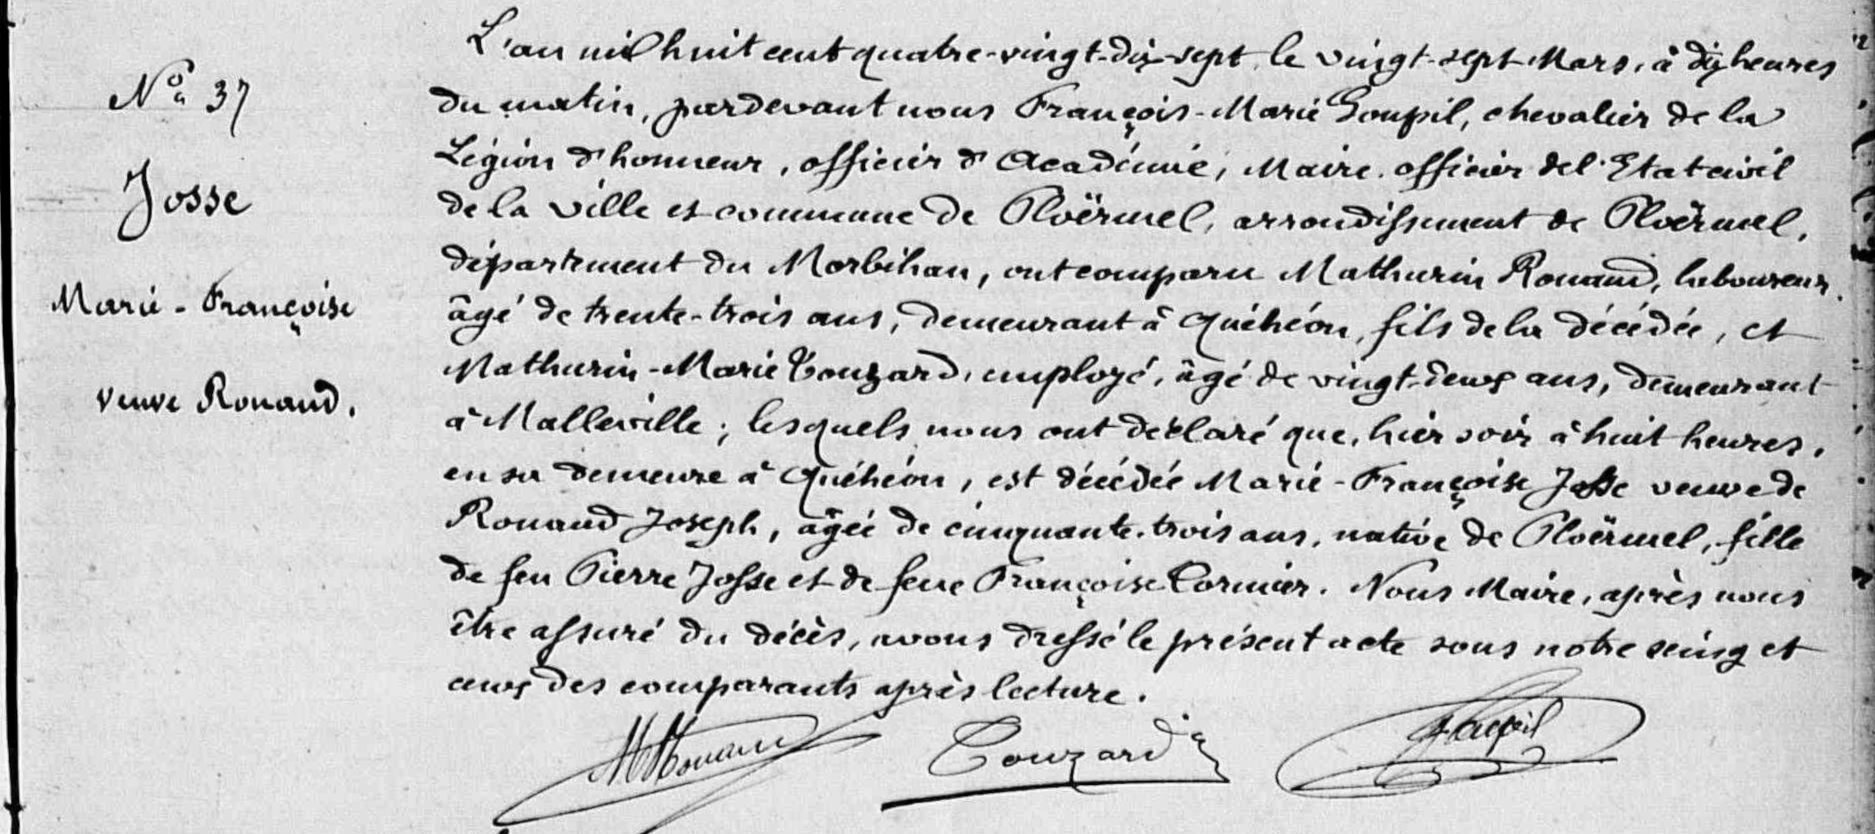 N° 37
Josse
Marie-Françoise
veuve Rouaud.
L'an mil huit cent quatre-vingt-dix-sept, le vingt-sept Mars, à dix heures
du matin, pardevant nous François-Marie Goupil, chevalier de la
Légion d'honneur, officier d'Académie, Maire, officier de l'Etat civil
de la ville et commune de Ploërmel, arrondissement de Ploërmel,
département du Morbihan, ont comparu Mathurin Rouaud, laboureur,
âgé de trente-trois ans, demeurant à Quéhéon, fils de la décédée, et
Mathurin-Marie Touzard, employé, âgé de vingt-deux ans, demeurant
à Malleville; lesquels nous ont déclaré que, hier soir à huit heures,
en sa demeure à Quéhéon, est décédée Marie-Françoise Josse veuve de
Rouaud Joseph, âgée de cinquante-trois ans, native de Ploërmel, fille
de feu Pierre Josse et de feue Françoise Cormier. Nous Maire, après nous
être assuré du décès, avons dressé le présent acte sous notre seing et
ceux des comparants après lecture.
M Rouaud Touzard Goupil